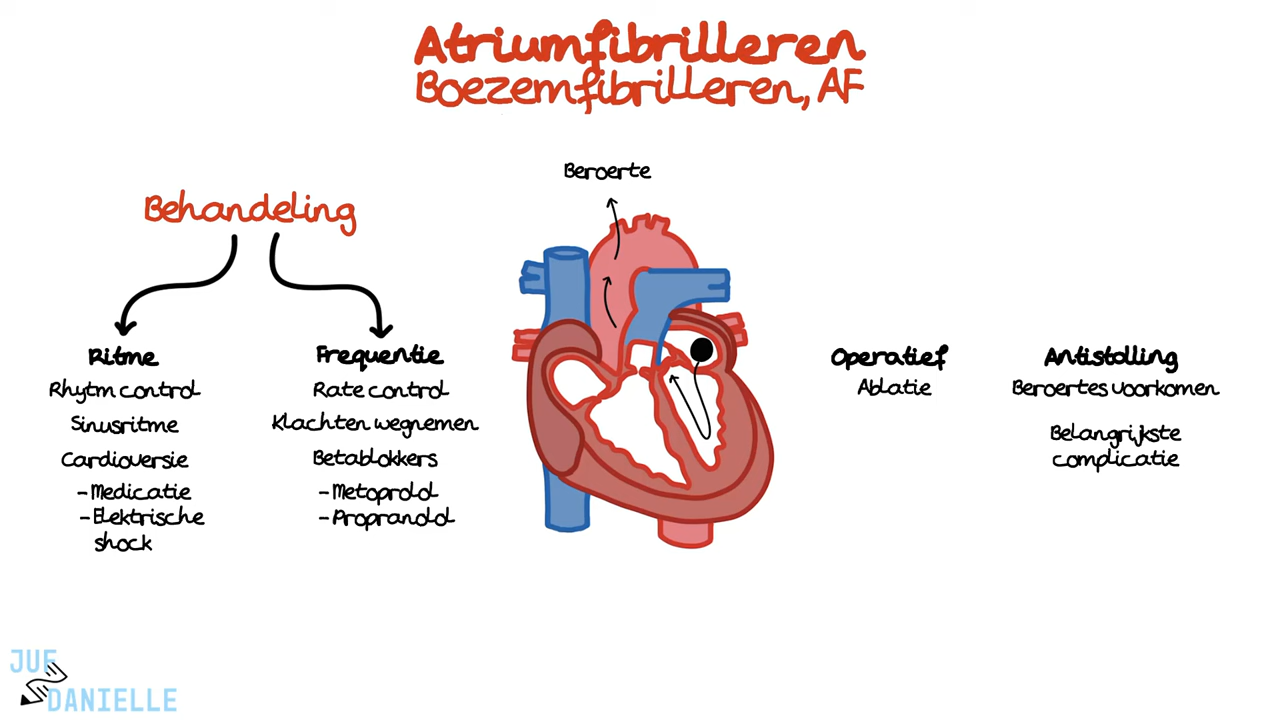 Atriumfibrilleren
Boezemfibrilleren, AF
Beroerte
Behandeling
Ritme
Rhytm control
Sinusritme
Cardioversie
- Medicatie
- Elektrische
shock
Frequentie
Rate control
Klachten wegnemen
Betablokkers
- Metoprolol
- Propranolol
Operatief
Ablatie
Antistolling
Beroertes voorkomen
Belangrijkste
complicatie
JUF
DANIELLE